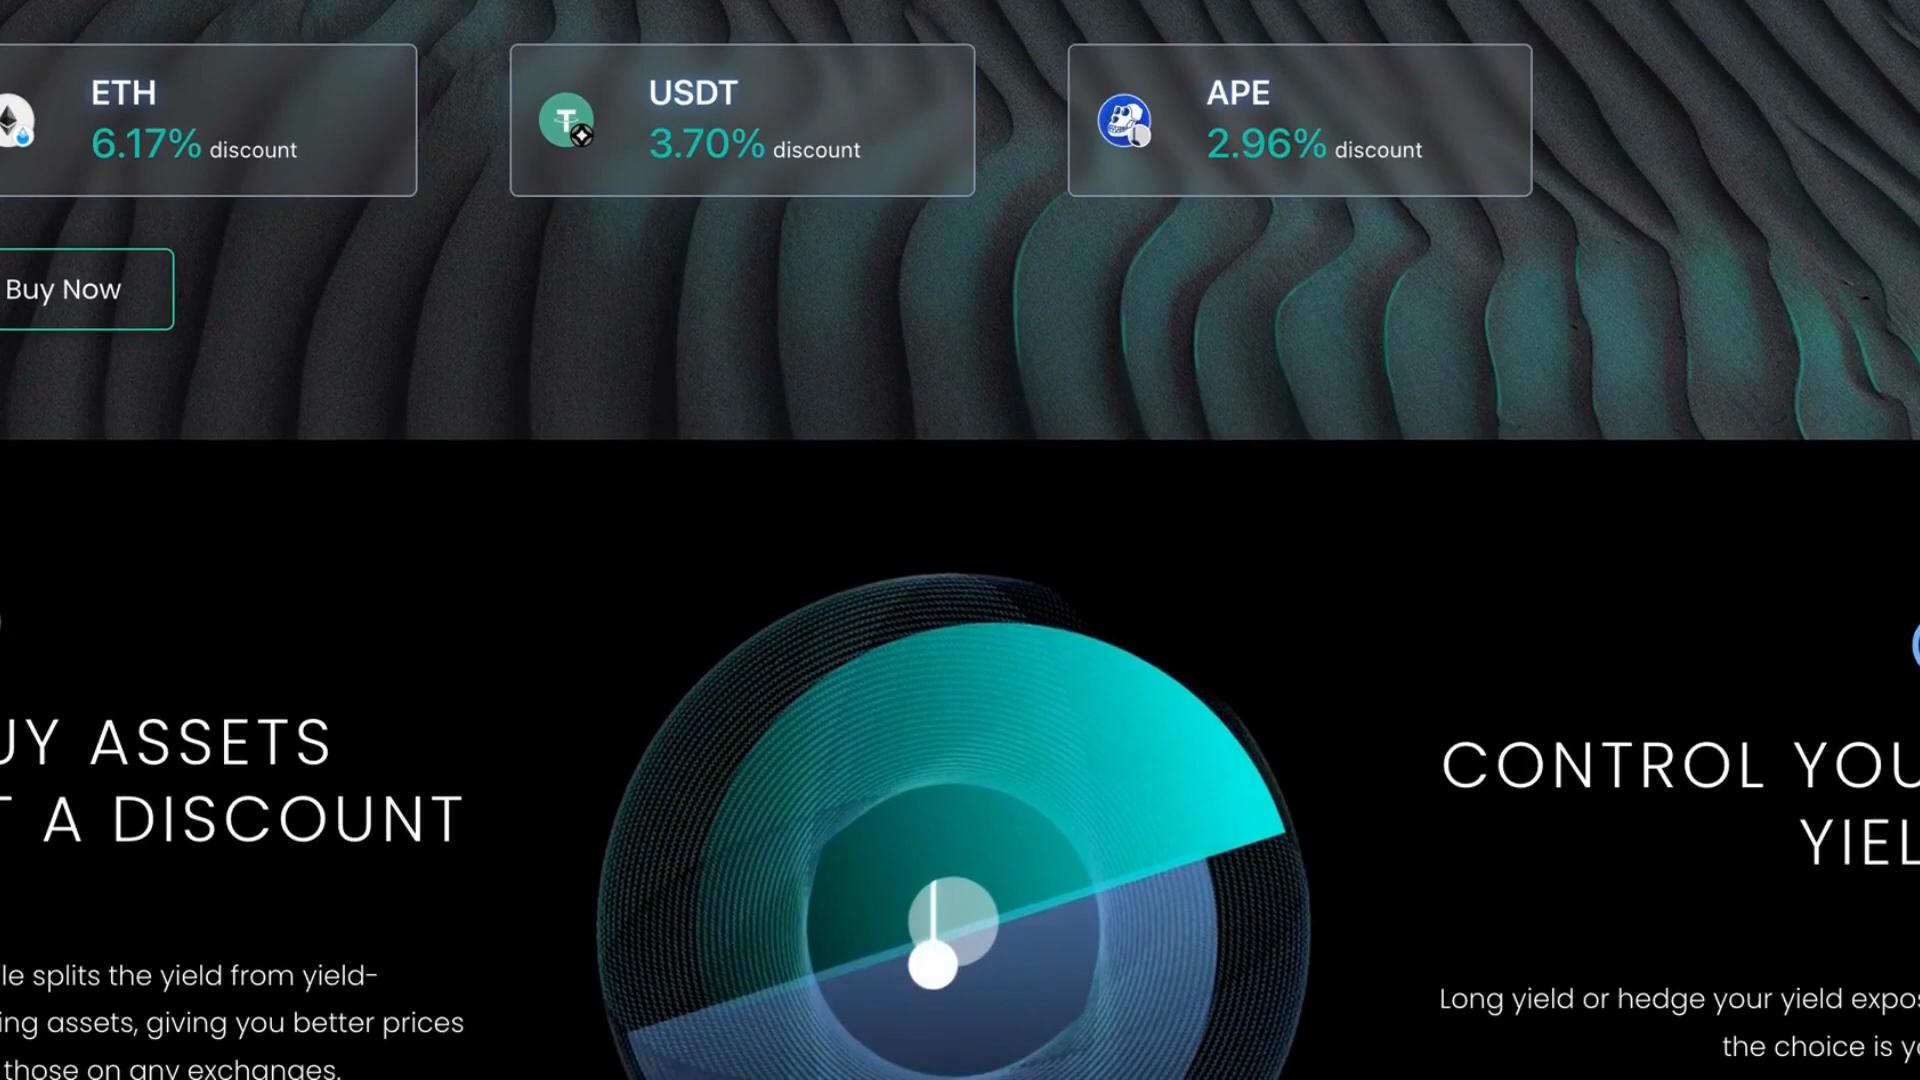 ETH
6.17% discount
USDT
3.70% discount
APE
2.96% discount
Buy Now
UY ASSETS
T A DISCOUNT
le splits the yield from yield-
ing assets, giving you better prices
those on any exchanges.
CONTROL YOU
YIEL
Long yield or hedge your yield expos
the choice is yo